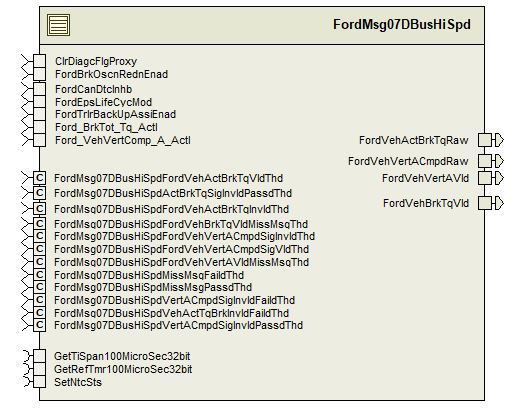 FordMsg07DBusHiSpd
ClrDiagcFlgProxy
FordBrkOscnRednEnad
FordCanDtcInhb
FordEpsLifeCycMod
FordTrlrBackUpAssiEnad
Ford_BrkTot_Tq_Actl
Ford_VehVertComp_A_Actl
FordVehActBrkTqRaw
FordVehVertACmpdRaw
FordVehVertAVld
FordVehBrkTqVld
C FordMsg07DBusHiSpdFordVehActBrkTqVldThd
C FordMsg07DBusHiSpdActBrkTqSigInvldPassdThd
C FordMsg07DBusHiSpdFordVehActBrkTqInvldThd
C FordMsg07DBusHiSpdFordVehBrkTqVldMissMsgThd
C FordMsg07DBusHiSpdFordVehVertACmpdSigInvldThd
C FordMsg07DBusHiSpdFordVehVertACmpdSigVldThd
C FordMsg07DBusHiSpdFordVehVertAVldMissMsgThd
C FordMsg07DBusHiSpdMissMsgFaildThd
C FordMsg07DBusHiSpdMissMsgPassdThd
C FordMsg07DBusHiSpdVertACmpdSigInvldFaildThd
C FordMsg07DBusHiSpdVehActTqBrkInvldFaildThd
C FordMsg07DBusHiSpdVertACmpdSigInvldPassdThd
GetTiSpan100MicroSec32bit
GetRefTmr100MicroSec32bit
SetNtcSts